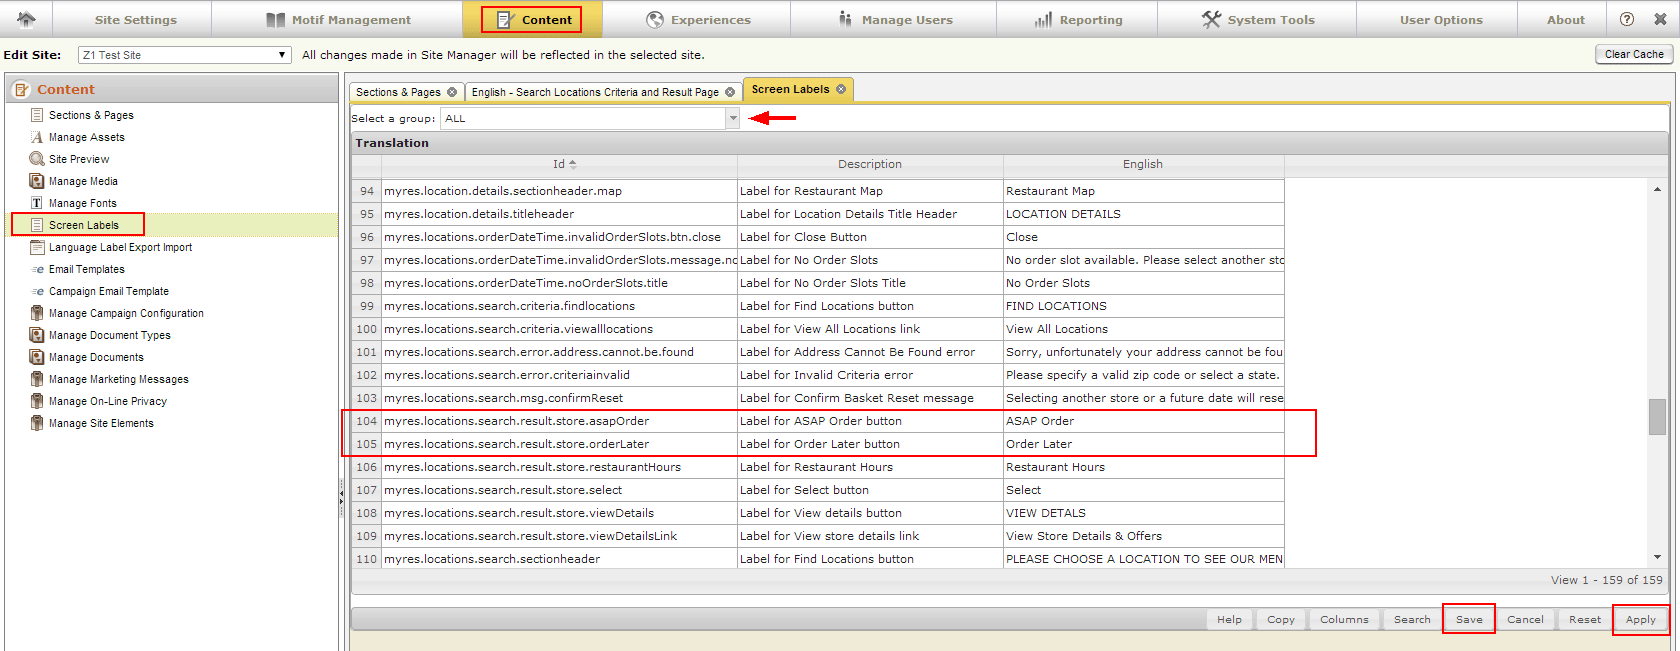 Site Settings Motif Management Content Experiences Manage Users Reporting System Tools User Options About ?
Edit Site: Z1 Test Site All changes made in Site Manager will be reflected in the selected site. Clear Cache
Content
Sections & Pages
Manage Assets
Site Preview
Manage Media
Manage Fonts
Screen Labels
Language Label Export Import
Email Templates
Campaign Email Template
Manage Campaign Configuration
Manage Document Types
Manage Documents
Manage Marketing Messages
Manage On-Line Privacy
Manage Site Elements
Sections & Pages English - Search Locations Criteria and Result Page Screen Labels
Select a group: ALL
Translation
Id Description English
94 myres.location.details.sectionheader.map Label for Restaurant Map Restaurant Map
95 myres.location.details.titleheader Label for Location Details Title Header LOCATION DETAILS
96 myres.locations.orderDateTime.invalidOrderSlots.btn.close Label for Close Button Close
97 myres.locations.orderDateTime.invalidOrderSlots.message.nc Label for No Order Slots No order slot available. Please select another stc
98 myres.locations.orderDateTime.noOrderSlots.title Label for No Order Slots Title No Order Slots
99 myres.locations.search.criteria.findlocations Label for Find Locations button FIND LOCATIONS
100 myres.locations.search.criteria.viewalllocations Label for View All Locations link View All Locations
101 myres.locations.search.error.address.cannot.be.found Label for Address Cannot Be Found error Sorry, unfortunately your address cannot be fou
102 myres.locations.search.error.criteriainvalid Label for Invalid Criteria error Please specify a valid zip code or select a state.
103 myres.locations.search.msg.confirmReset Label for Confirm Basket Reset message Selecting another store or a future date will rese
104 myres.locations.search.result.store.asapOrder Label for ASAP Order button ASAP Order
105 myres.locations.search.result.store.orderLater Label for Order Later button Order Later
106 myres.locations.search.result.store.restaurantHours Label for Restaurant Hours Restaurant Hours
107 myres.locations.search.result.store.select Label for Select button Select
108 myres.locations.search.result.store.viewDetails Label for View details button VIEW DETALS
109 myres.locations.search.result.store.viewDetailsLink Label for View store details link View Store Details & Offers
110 myres.locations.search.sectionheader Label for Find Locations button PLEASE CHOOSE A LOCATION TO SEE OUR MEN
View 1 - 159 of 159
Help Copy Columns Search Save Cancel Reset Apply